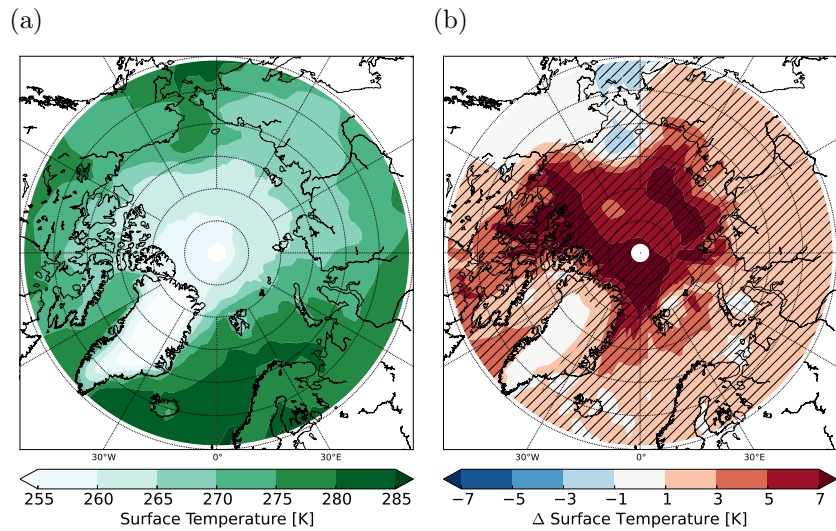 (a)
(b)
30°W 0° 30°E
30°W 0° 30°E
255 260 265 270 275 280 285
Surface Temperature [K]
−7 −5 −3 −1 1 3 5 7
Δ Surface Temperature [K]